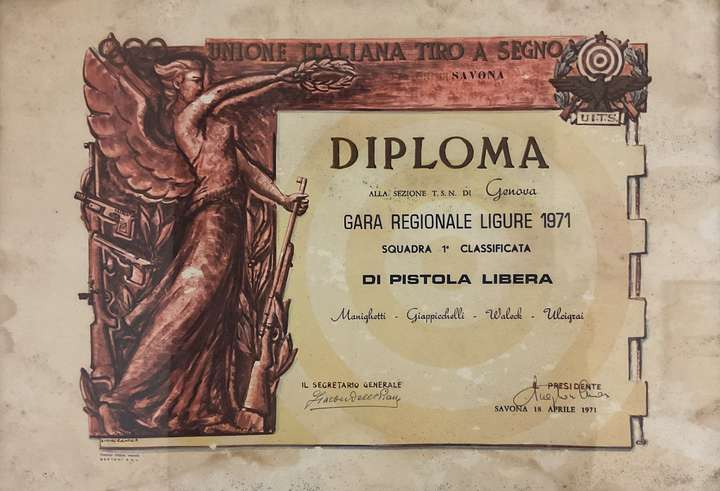 UNIONE ITALIANA TIRO A SEGNO
SAVONA
U.I.T.S.
DIPLOMA
ALLA SEZIONE T. S. N. DI Genova
GARA REGIONALE LIGURE 1971
SQUADRA 1ª CLASSIFICATA
DI PISTOLA LIBERA
Manighetti - Giappicchelli - Waleck - Ulcigrai
IL SEGRETARIO GENERALE
IL PRESIDENTE
SAVONA 18 APRILE 1971